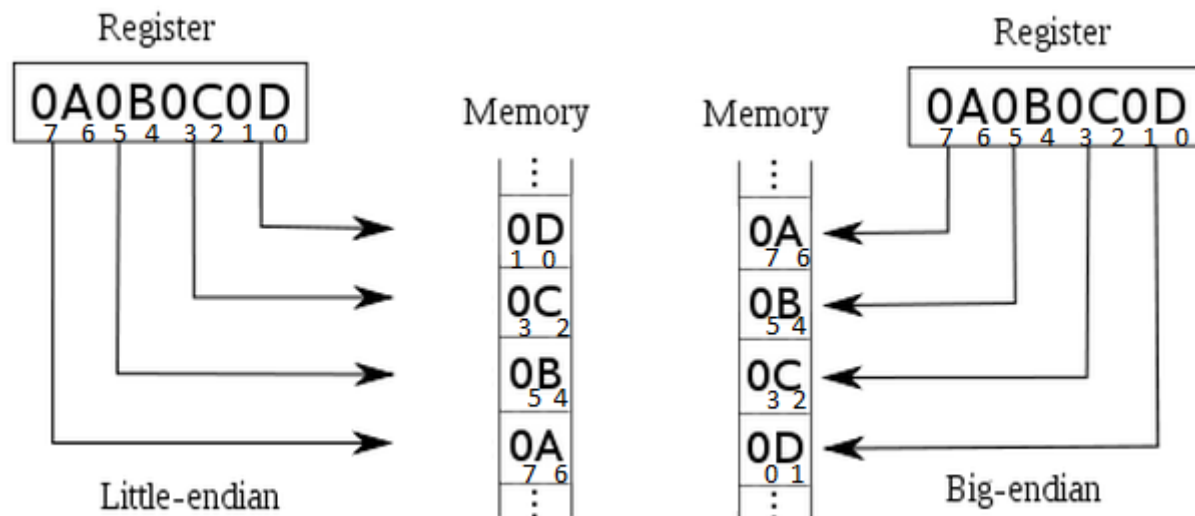 Register
0A0B0C0D
7 6 5 4 3 2 1 0
Memory
⋮
0D
1 0
0C
3 2
0B
5 4
0A
7 6
⋮
Little-endian
Register
0A0B0C0D
7 6 5 4 3 2 1 0
Memory
⋮
0A
7 6
0B
5 4
0C
3 2
0D
0 1
⋮
Big-endian